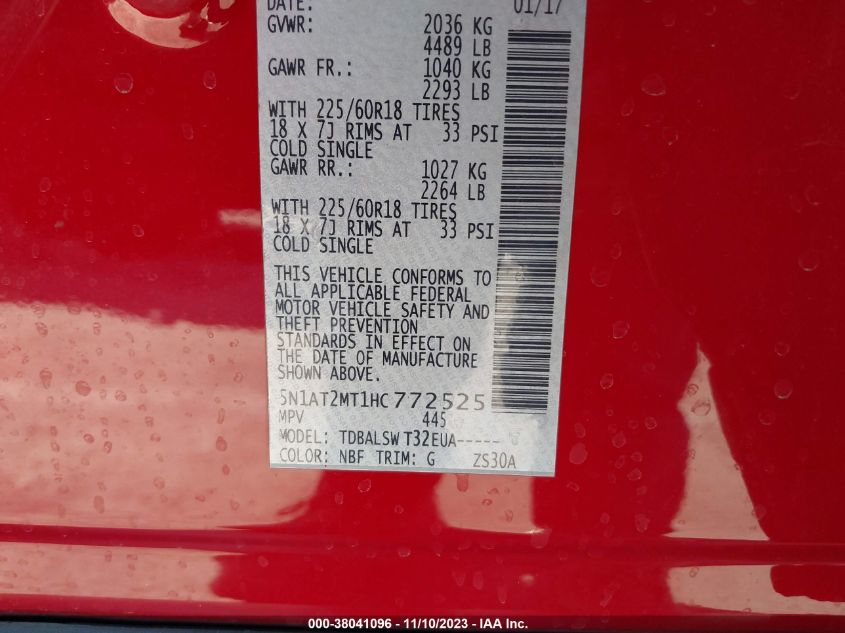 DATE: 01/17
GVWR: 2036 KG
4489 LB
GAWR FR.: 1040 KG
2293 LB
WITH 225/60R18 TIRES
18 X 7J RIMS AT 33 PSI
COLD SINGLE
GAWR RR.: 1027 KG
2264 LB
WITH 225/60R18 TIRES
18 X 7J RIMS AT 33 PSI
COLD SINGLE
THIS VEHICLE CONFORMS TO
ALL APPLICABLE FEDERAL
MOTOR VEHICLE SAFETY AND
THEFT PREVENTION
STANDARDS IN EFFECT ON
THE DATE OF MANUFACTURE
SHOWN ABOVE.
5N1AT2MT1HC772525
MPV 445
MODEL: TDBALSW T32EUA-----
COLOR: NBF TRIM: G ZS30A
000-38041096 - 11/10/2023 - IAA Inc.